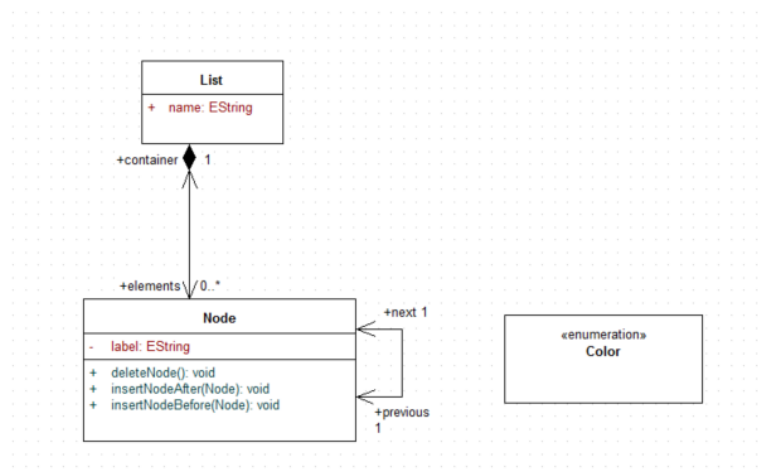 List
+ name: EString
+container 1
+elements 0..*
Node
- label: EString
+ deleteNode(): void
+ insertNodeAfter(Node): void
+ insertNodeBefore(Node): void
+next 1
+previous
1
«enumeration»
Color